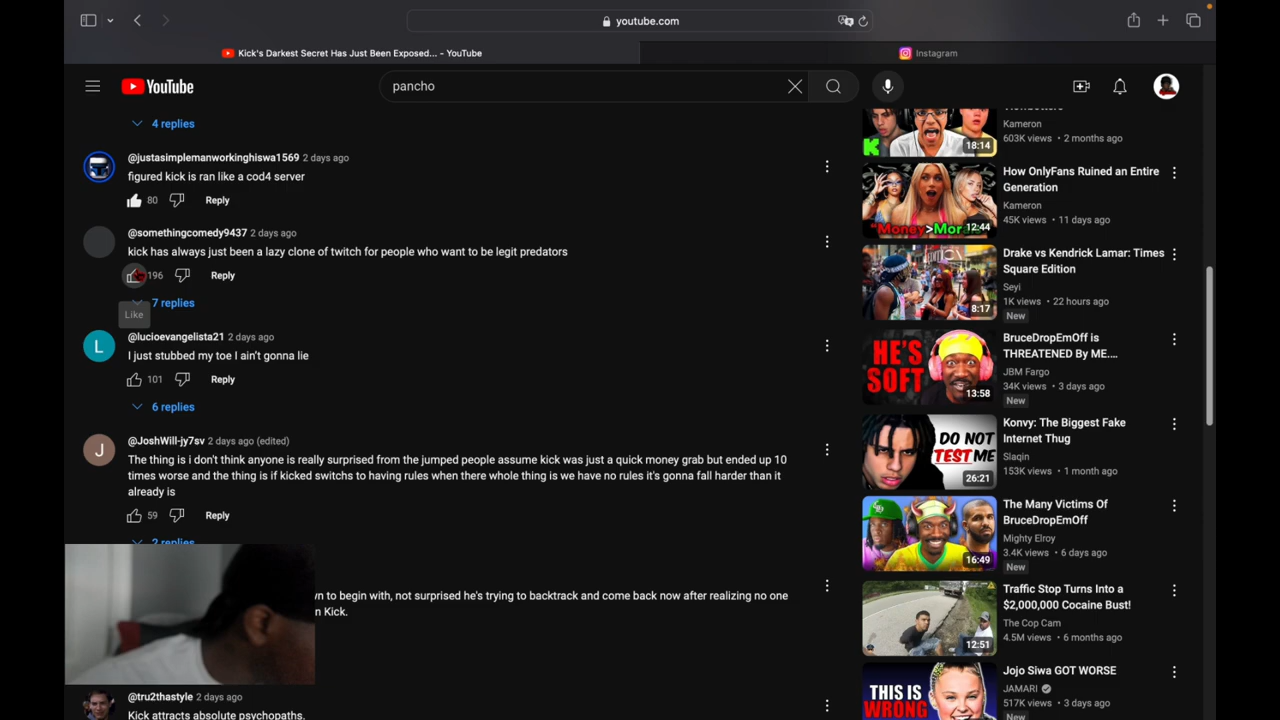 youtube.com
Kick's Darkest Secret Has Just Been Exposed... - YouTube
Instagram
YouTube
pancho
4 replies
@justasimplemanworkinghiswa1569 2 days ago
figured kick is ran like a cod4 server
80 Reply
@somethingcomedy9437 2 days ago
kick has always just been a lazy clone of twitch for people who want to be legit predators
196 Reply
7 replies
Like
L
@lucioevangelista21 2 days ago
I just stubbed my toe I ain't gonna lie
101 Reply
6 replies
J
@JoshWill-jy7sv 2 days ago (edited)
The thing is i don't think anyone is really surprised from the jumped people assume kick was just a quick money grab but ended up 10
times worse and the thing is if kicked switchs to having rules when there whole thing is we have no rules it's gonna fall harder than it
already is
59 Reply
2 replies
to begin with, not surprised he's trying to backtrack and come back now after realizing no one
Kick.
@tru2thastyle 2 days ago
Kick attracts absolute psychopaths.
Kameron
603K views • 2 months ago
18:14
How OnlyFans Ruined an Entire
Generation
Kameron
45K views • 11 days ago
"Money>Mor
12:44
Drake vs Kendrick Lamar: Times
Square Edition
Seyi
1K views • 22 hours ago
New
8:17
BruceDropEmOff is
THREATENED By ME....
JBM Fargo
34K views • 3 days ago
New
HE'S
SOFT
13:58
Konvy: The Biggest Fake
Internet Thug
Slaqin
153K views • 1 month ago
DO NOT
TEST ME
26:21
The Many Victims Of
BruceDropEmOff
Mighty Elroy
3.4K views • 6 days ago
New
16:49
Traffic Stop Turns Into a
$2,000,000 Cocaine Bust!
The Cop Cam
4.5M views • 6 months ago
12:51
Jojo Siwa GOT WORSE
JAMARI
517K views • 3 days ago
New
THIS IS
WRONG